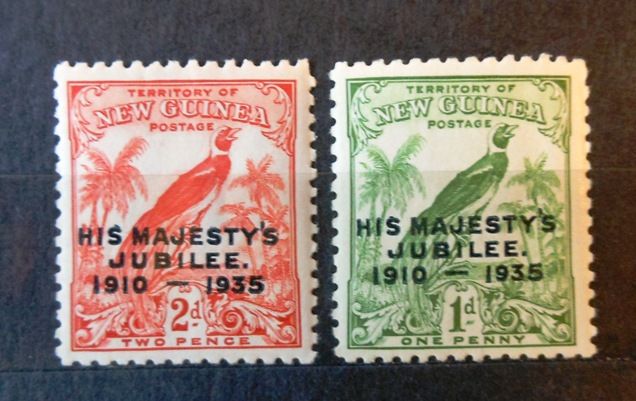 TERRITORY OF
NEW GUINEA
POSTAGE
HIS MAJESTY'S
JUBILEE.
1910 — 1935
2d
TWO PENCE
TERRITORY OF
NEW GUINEA
POSTAGE
HIS MAJESTY'S
JUBILEE.
1910 — 1935
1d
ONE PENNY